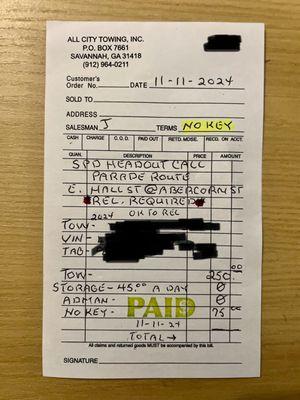 ALL CITY TOWING, INC.
P.O. BOX 7661
SAVANNAH, GA 31418
(912) 964-0211
Customer's
Order No. DATE 11-11-2024
SOLD TO
ADDRESS
SALESMAN J TERMS NO KEY
CASH CHARGE C.O.D. PAID OUT RETD. MDSE. RECD. ON ACCT.
QUAN. DESCRIPTION PRICE AMOUNT
SPD HEADOUT CALL
PARADE ROUTE
E. HALL ST @ ABERCORN ST
REL. REQUIRED
2024 OK TO REL
TOW-
VIN-
TAB-
TOW- 250.00
STORAGE- 45.00 A DAY 0
ADMAN- PAID 0
NO KEY- 75.00
11-11-24
TOTAL→
All claims and returned goods MUST be accompanied by this bill.
SIGNATURE